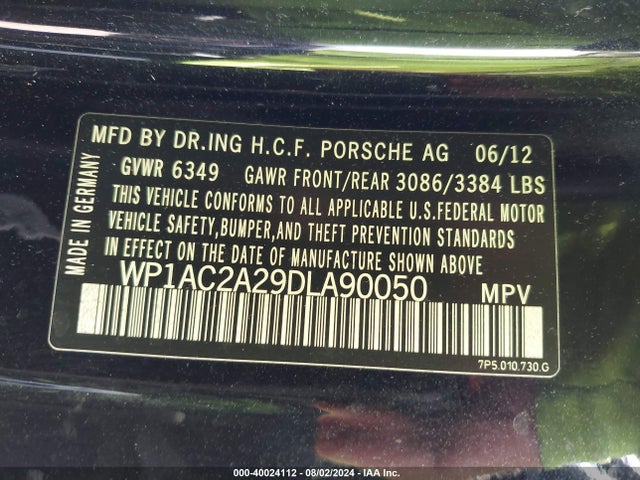 MFD BY DR.ING H.C.F. PORSCHE AG 06/12
GVWR 6349 GAWR FRONT/REAR 3086/3384 LBS
THIS VEHICLE CONFORMS TO ALL APPLICABLE U.S.FEDERAL MOTOR
VEHICLE SAFETY,BUMPER,AND THEFT PREVENTION STANDARDS
IN EFFECT ON THE DATE OF MANUFACTURE SHOWN ABOVE.
WP1AC2A29DLA90050 MPV
MADE IN GERMANY
7P5.010.730.G
000-40024112 - 08/02/2024 - IAA Inc.